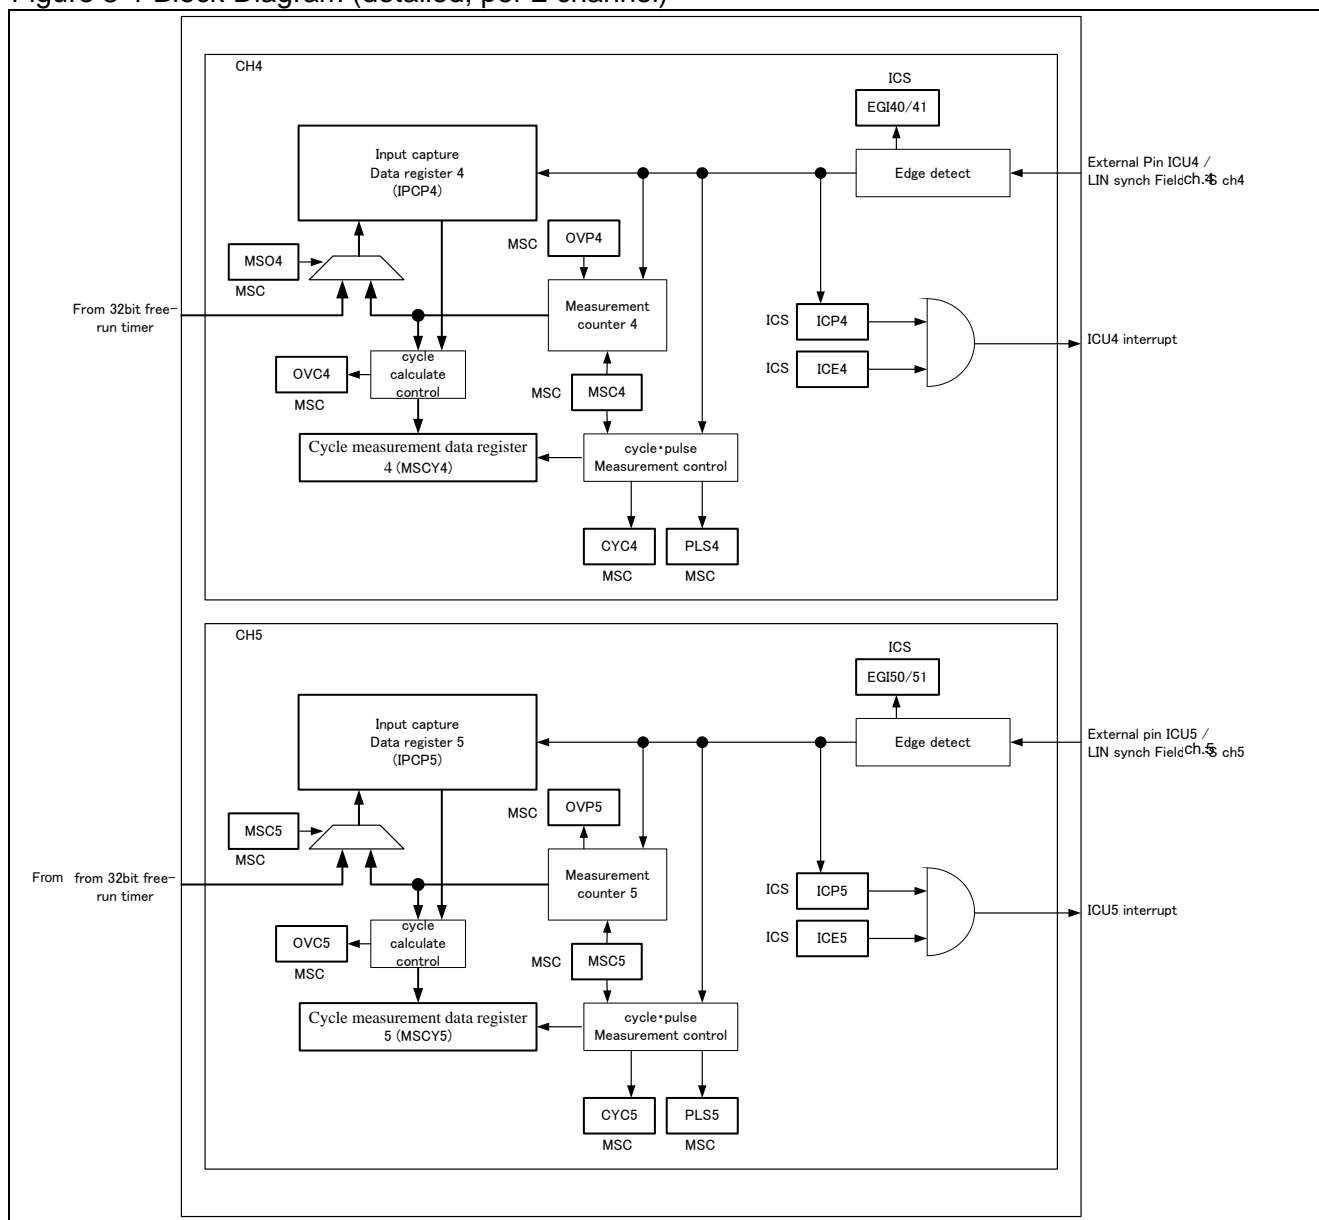 Figure 3-1 Block Diagram (detailed, per 2 channel)
CH4
ICS
EGI40/41
Input capture
Data register 4
(IPCP4)
Edge detect
External Pin ICU4 /
LIN synch Field ch4
MSC
OVP4
MSO4
MSC
From 32bit free-
run timer
Measurement
counter 4
ICS
ICP4
ICU4 interrupt
cycle
calculate
control
OVC4
MSC
ICS
ICE4
MSC
MSC4
Cycle measurement data register
4 (MSCY4)
cycle・pulse
Measurement control
CYC4
PLS4
MSC
MSC
CH5
ICS
EGI50/51
Input capture
Data register 5
(IPCP5)
Edge detect
External pin ICU5 /
LIN synch Field ch5
MSC
OVP5
MSC5
MSC
From from 32bit free-
run timer
Measurement
counter 5
ICS
ICP5
ICU5 interrupt
cycle
calculate
control
OVC5
MSC
ICS
ICE5
MSC
MSC5
Cycle measurement data register
5 (MSCY5)
cycle・pulse
Measurement control
CYC5
PLS5
MSC
MSC